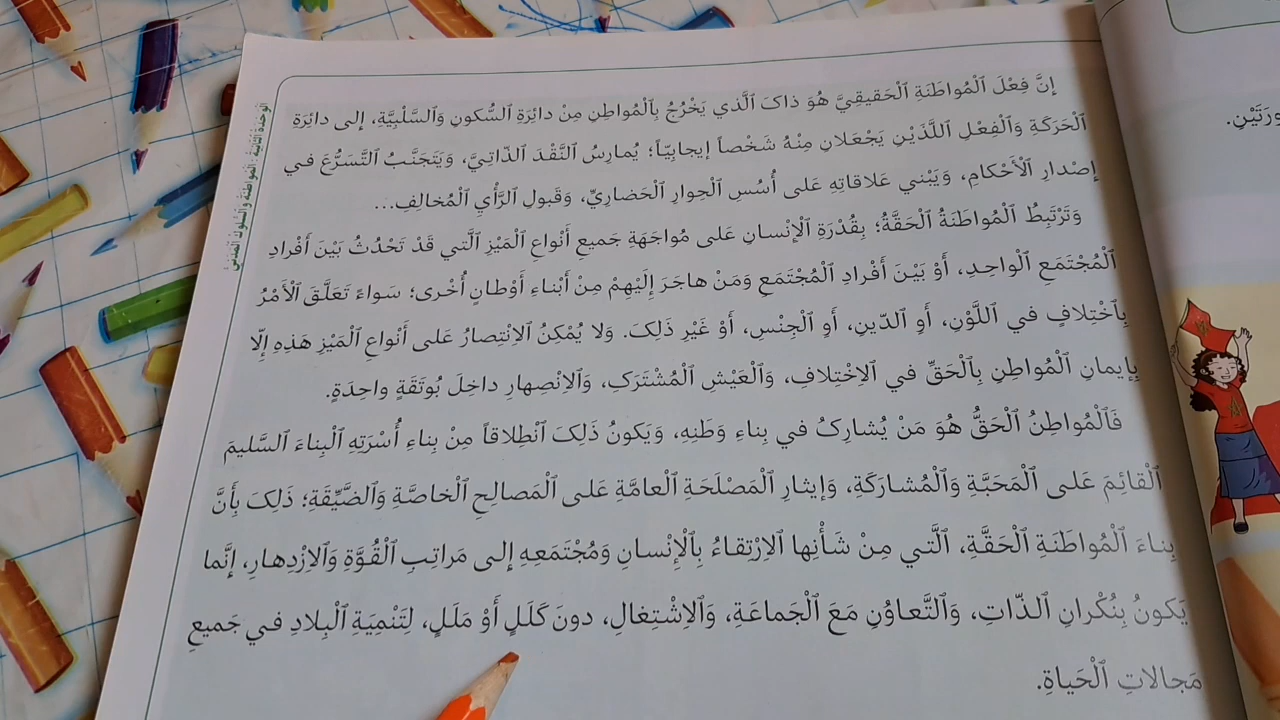 إِنَّ فِعْلَ ٱلْمُواطَنَةِ ٱلْحَقيقِيَّ هُوَ ذاكَ ٱلَّذي يَخْرُجُ بِٱلْمُواطِنِ مِنْ دائِرَةِ ٱلسُّكونِ وَٱلسَّلْبِيَّةِ، إِلى دائِرَةِ
ٱلْحَرَكَةِ وَٱلْفِعْلِ ٱللَّذَيْنِ يَجْعَلانِ مِنْهُ شَخْصاً إيجابِيّاً؛ يُمارِسُ ٱلنَّقْدَ ٱلذّاتِيَّ، وَيَتَجَنَّبُ ٱلتَّسَرُّعَ في
إِصْدارِ ٱلْأَحْكامِ، وَيَبْني عَلاقاتِهِ عَلى أُسُسِ ٱلْحِوارِ ٱلْحَضارِيِّ، وَقَبولِ ٱلرَّأْيِ ٱلْمُخالِفِ...
وَتَرْتَبِطُ ٱلْمُواطَنَةُ ٱلْحَقَّةُ؛ بِقُدْرَةِ ٱلْإِنْسانِ عَلى مُواجَهَةِ جَميعِ أَنْواعِ ٱلْمَيْزِ ٱلَّتي قَدْ تَحْدُثُ بَيْنَ أَفْرادِ
ٱلْمُجْتَمَعِ ٱلْواحِدِ، أَوْ بَيْنَ أَفْرادِ ٱلْمُجْتَمَعِ وَمَنْ هاجَرَ إِلَيْهِمْ مِنْ أَبْناءِ أَوْطانٍ أُخْرى؛ سَواءً تَعَلَّقَ ٱلْأَمْرُ
بِٱخْتِلافٍ في ٱللَّوْنِ، أَوِ ٱلدّينِ، أَوِ ٱلْجِنْسِ، أَوْ غَيْرِ ذَلِكَ. وَلا يُمْكِنُ ٱلِانْتِصارُ عَلى أَنْواعِ ٱلْمَيْزِ هَذِهِ إِلّا
بِإيمانِ ٱلْمُواطِنِ بِٱلْحَقِّ في ٱلِاخْتِلافِ، وَٱلْعَيْشِ ٱلْمُشْتَرَكِ، وَٱلِانْصِهارِ داخِلَ بُوتَقَةٍ واحِدَةٍ.
فَٱلْمُواطِنُ ٱلْحَقُّ هُوَ مَنْ يُشارِكُ في بِناءِ وَطَنِهِ، وَيَكونُ ذَلِكَ ٱنْطِلاقاً مِنْ بِناءِ أُسْرَتِهِ ٱلْبِناءَ ٱلسَّليمَ
ٱلْقائِمَ عَلى ٱلْمَحَبَّةِ وَٱلْمُشارَكَةِ، وَإيثارِ ٱلْمَصْلَحَةِ ٱلْعامَّةِ عَلى ٱلْمَصالِحِ ٱلْخاصَّةِ وَٱلضَّيِّقَةِ؛ ذَلِكَ بِأَنَّ
بِناءَ ٱلْمُواطَنَةِ ٱلْحَقَّةِ، ٱلَّتي مِنْ شَأْنِها ٱلِارْتِقاءُ بِٱلْإِنْسانِ وَمُجْتَمَعِهِ إِلى مَراتِبِ ٱلْقُوَّةِ وَٱلِازْدِهارِ، إِنَّما
يَكونُ بِنُكْرانِ ٱلذّاتِ، وَٱلتَّعاوُنِ مَعَ ٱلْجَماعَةِ، وَٱلِاشْتِغالِ، دونَ كَلَلٍ أَوْ مَلَلٍ، لِتَنْمِيَةِ ٱلْبِلادِ في جَميعِ
مَجالاتِ ٱلْحَياةِ.
الوحدة الثانية: المواطنة والسلوك المدني